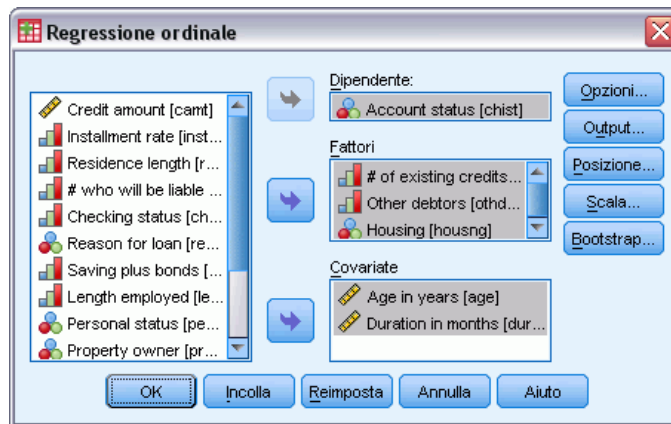 Regressione ordinale
Credit amount [camt]
Installment rate [inst...
Residence length [r...
# who will be liable ...
Checking status [ch...
Reason for loan [re...
Saving plus bonds [...
Length employed [le...
Personal status [pe...
Property owner [pr...
Dipendente:
Account status [chist]
Fattori
# of existing credits...
Other debtors [othd...
Housing [housng]
Covariate
Age in years [age]
Duration in months [dur...
Opzioni...
Output...
Posizione...
Scala...
Bootstrap...
OK
Incolla
Reimposta
Annulla
Aiuto